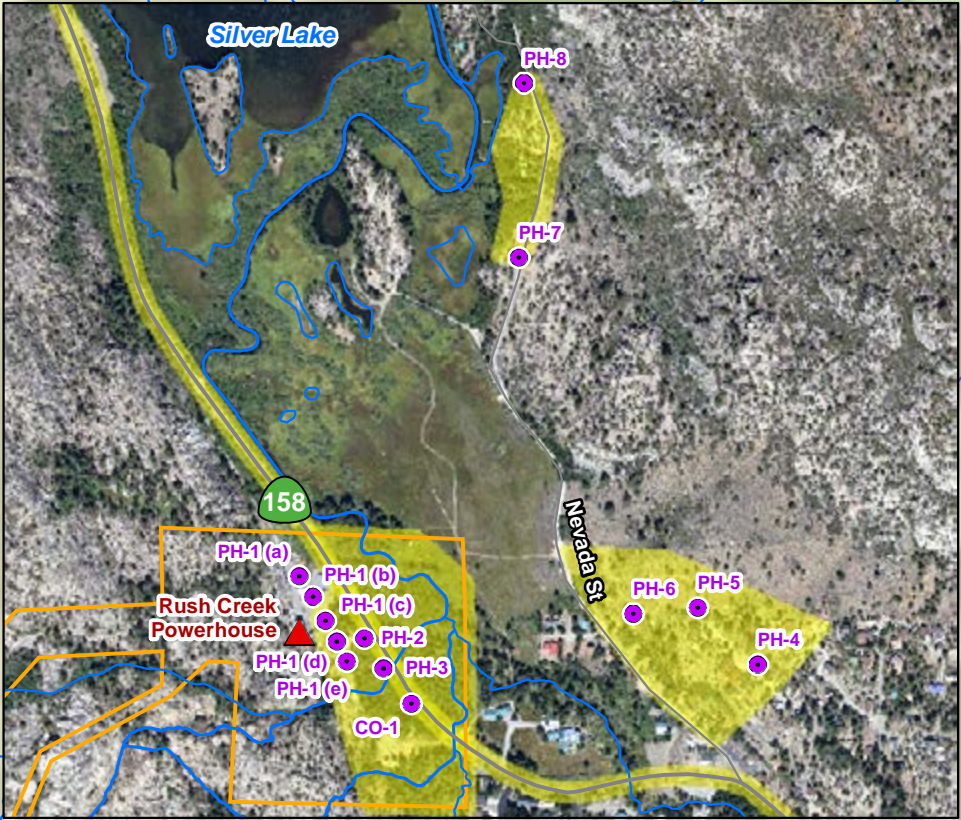 Silver Lake
PH-8
PH-7
158
Nevada St
PH-1 (a)
PH-1 (b)
PH-1 (c)
Rush Creek
Powerhouse
PH-2
PH-1 (d)
PH-3
PH-1 (e)
CO-1
PH-6
PH-5
PH-4